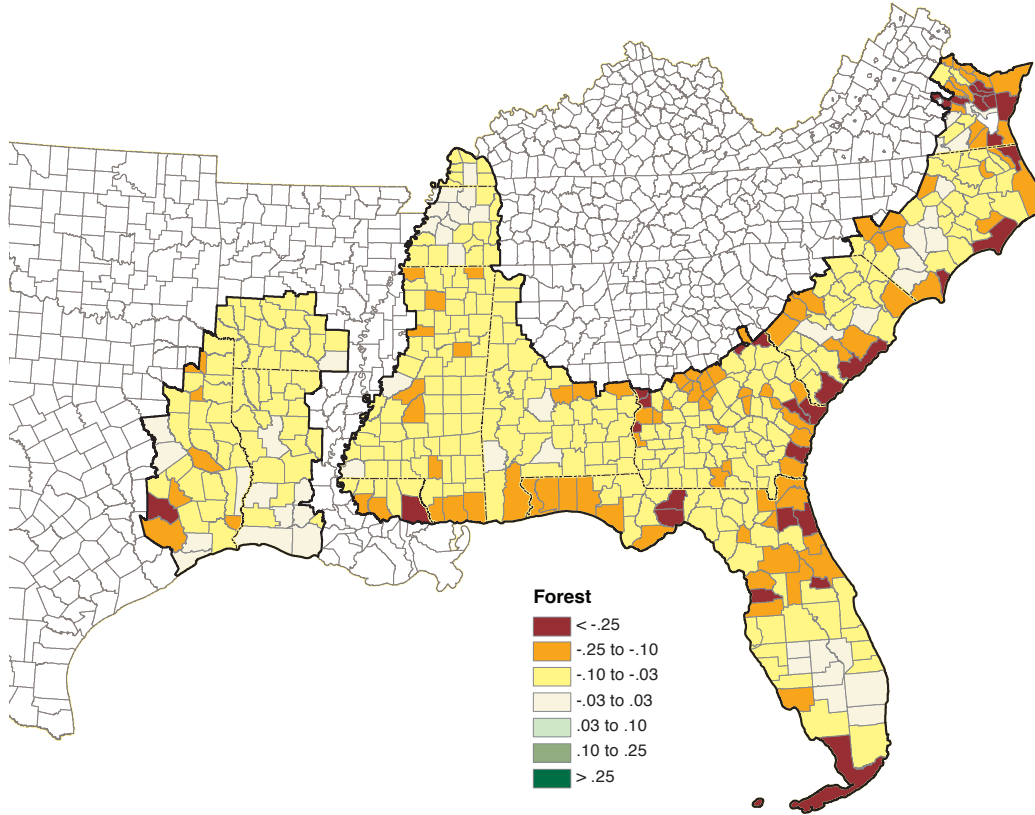 Forest
< -.25
-.25 to -.10
-.10 to -.03
-.03 to .03
.03 to .10
.10 to .25
> .25